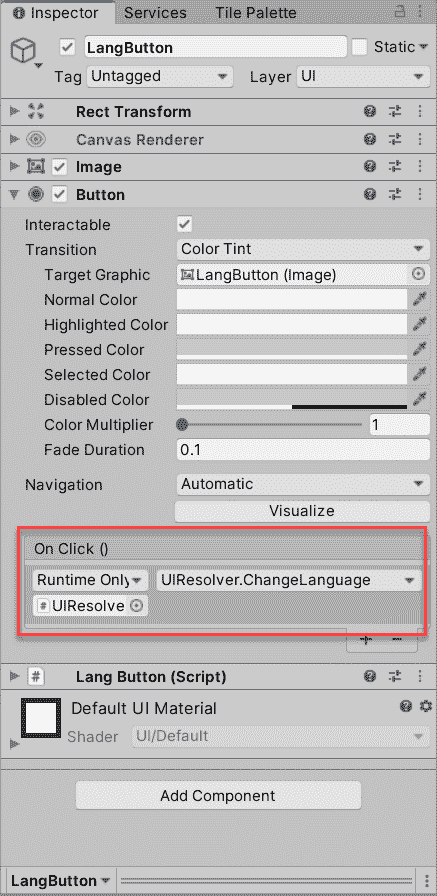 Inspector Services Tile Palette
LangButton Static
Tag Untagged Layer UI
Rect Transform
Canvas Renderer
Image
Button
Interactable
Transition Color Tint
Target Graphic LangButton (Image)
Normal Color
Highlighted Color
Pressed Color
Selected Color
Disabled Color
Color Multiplier 1
Fade Duration 0.1
Navigation Automatic
Visualize
On Click ()
Runtime Only UIResolver.ChangeLanguage
UIResolve
Lang Button (Script)
Default UI Material
Shader UI/Default
Add Component
LangButton